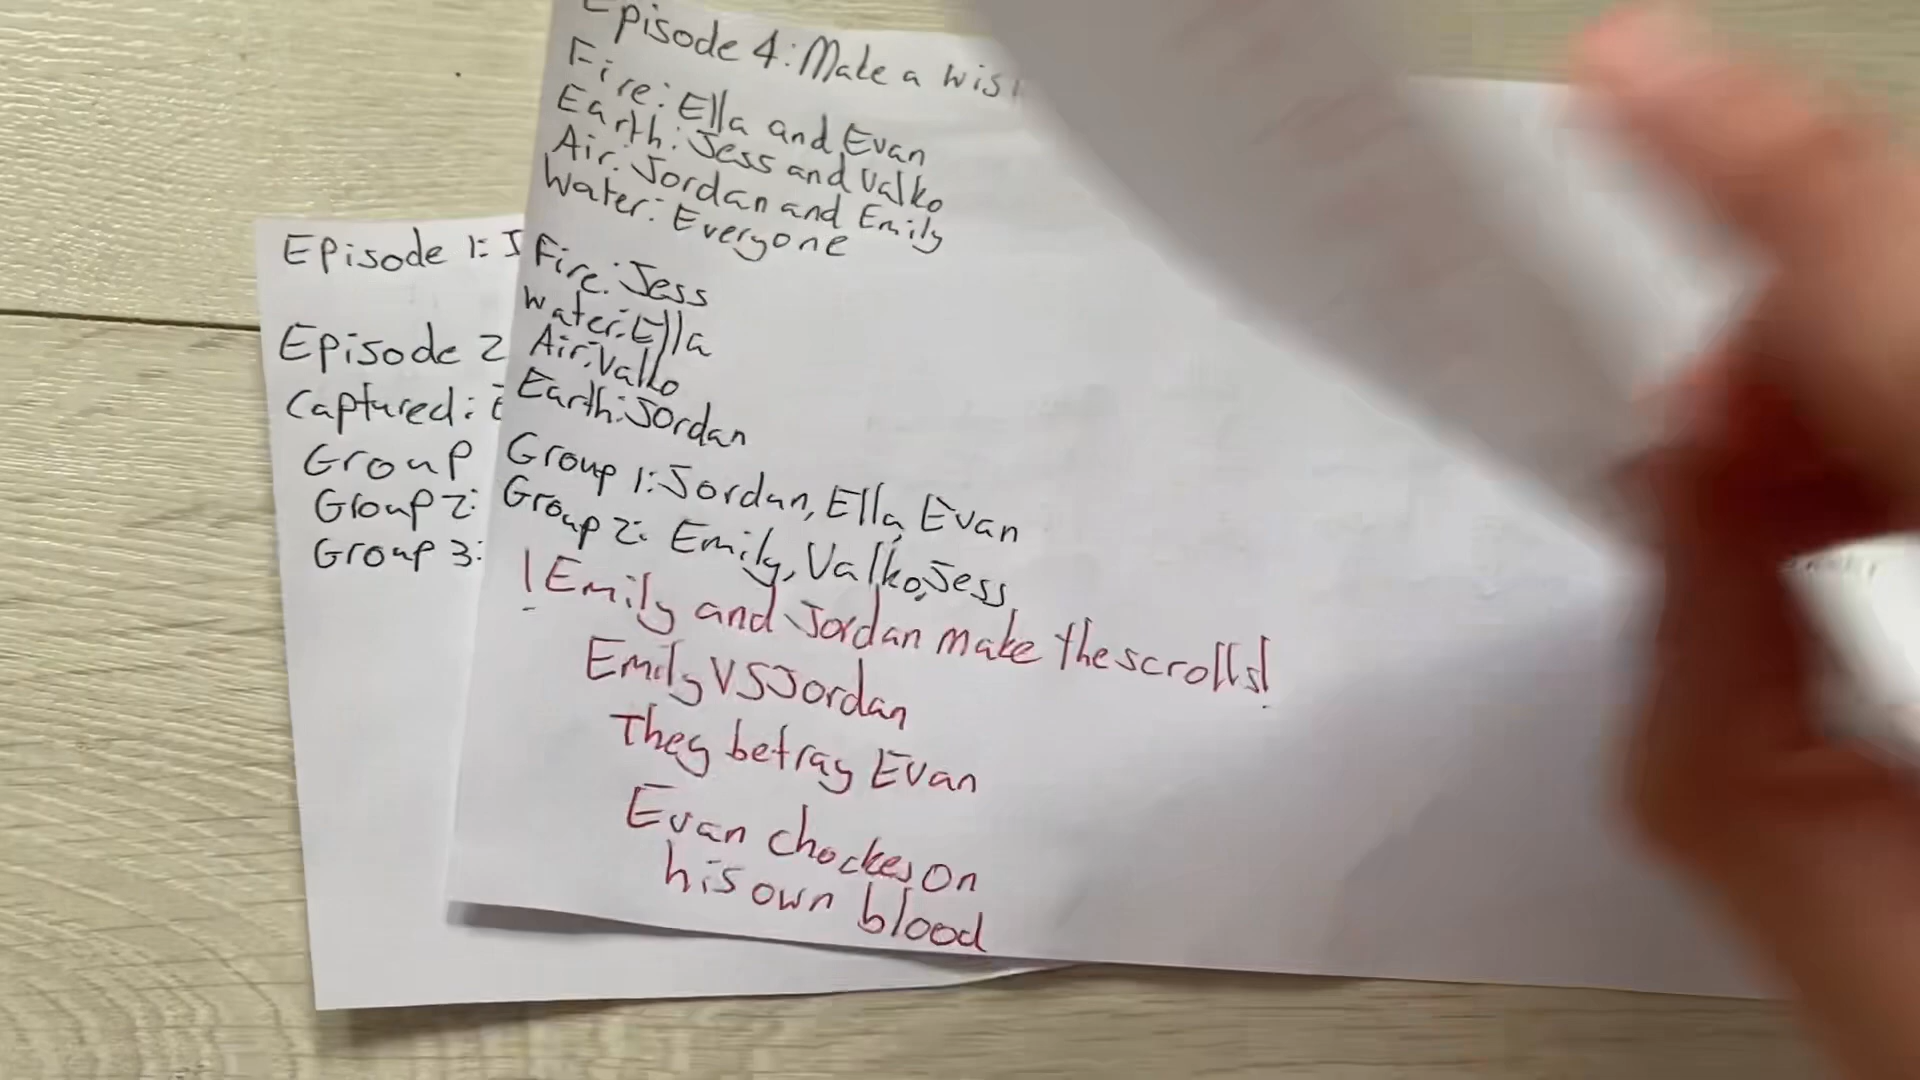 Episode 4: Make a wis
Fire: Ella and Evan
Earth: Jess and Valko
Air: Jordan and Emily
Water: Everyone
Fire: Jess
Water: Ella
Air: Valko
Earth: Jordan
Group 1: Jordan, Ella, Evan
Group 2: Emily, Valko, Jess
! Emily and Jordan make the scrolls!
Emily VS Jordan
They betray Evan
Evan chockes on
his own blood
Episode 1:
Episode 2
Captured:
Group
Group 2:
Group 3: